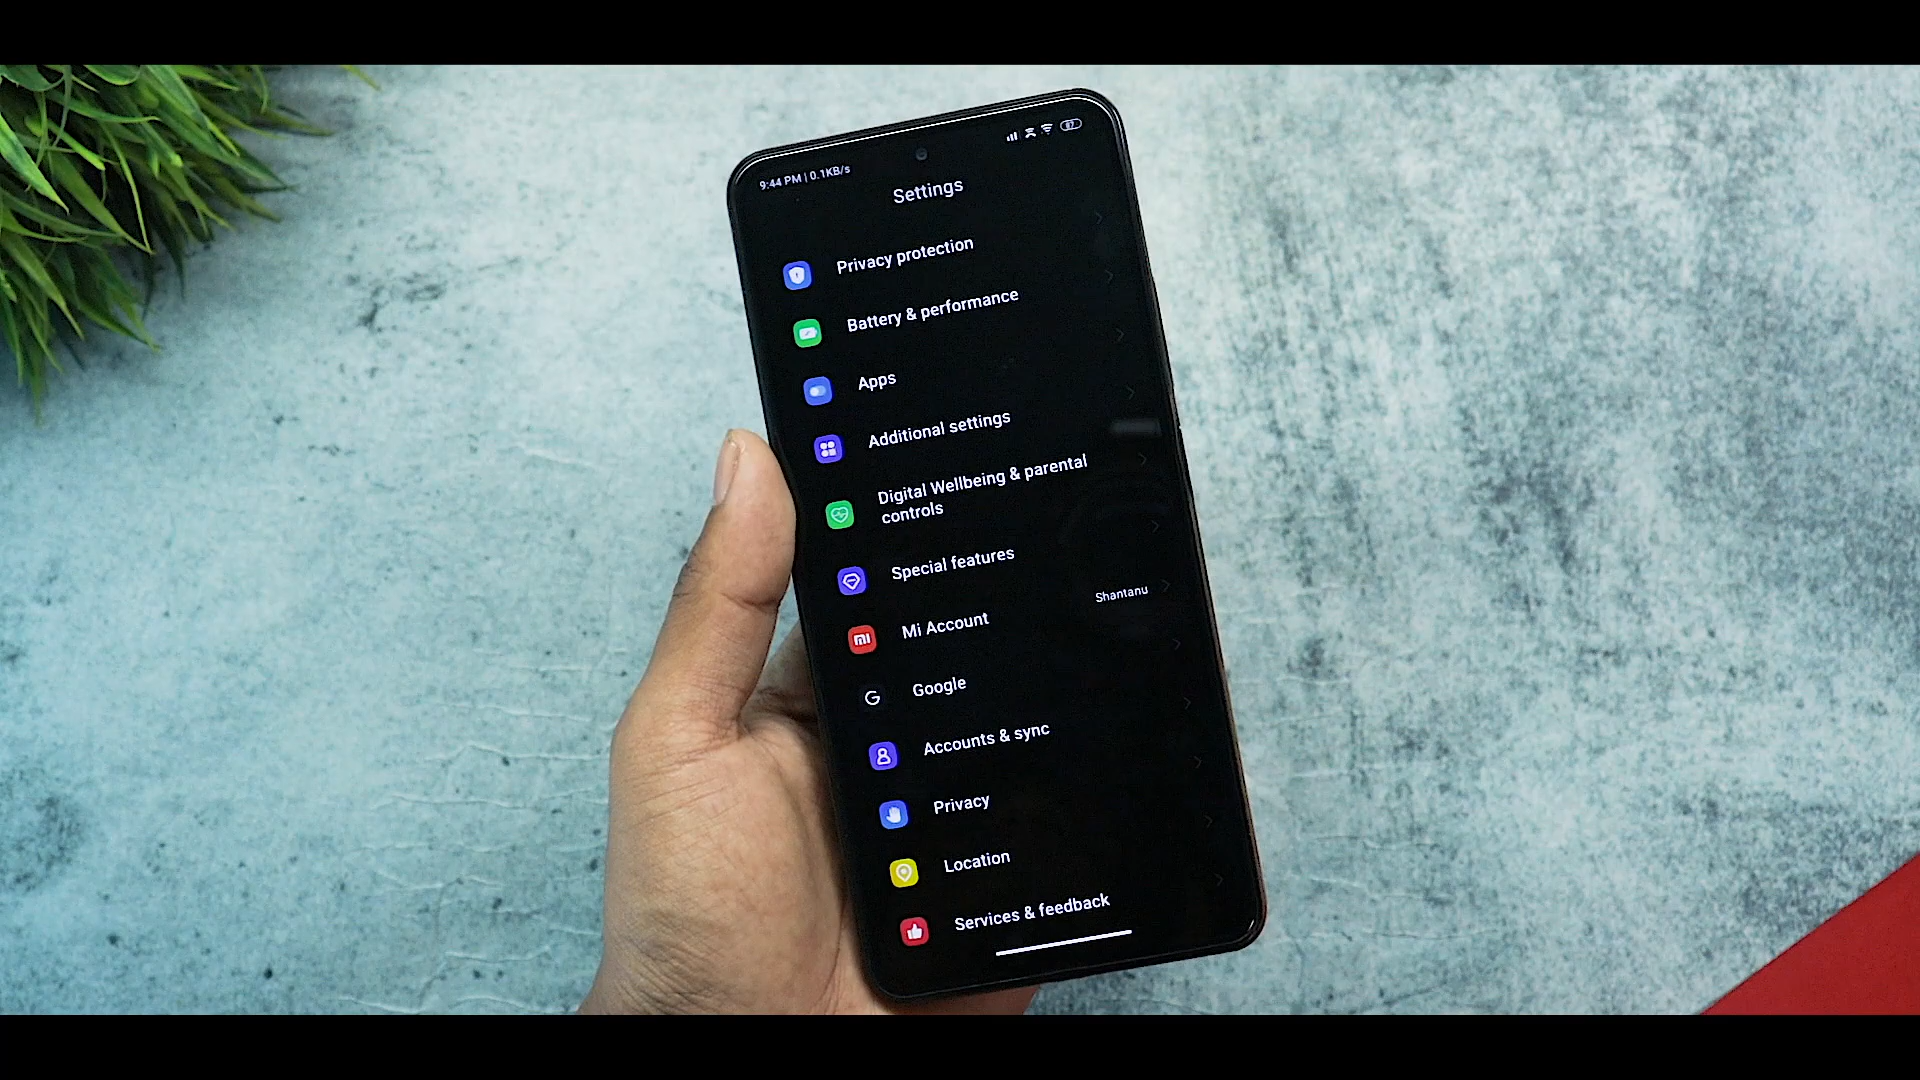 9:44 PM | 0.1KB/s
87
Settings
Privacy protection
Battery & performance
Apps
Additional settings
Digital Wellbeing & parental
controls
Special features
Mi Account
Shantanu
Google
Accounts & sync
Privacy
Location
Services & feedback